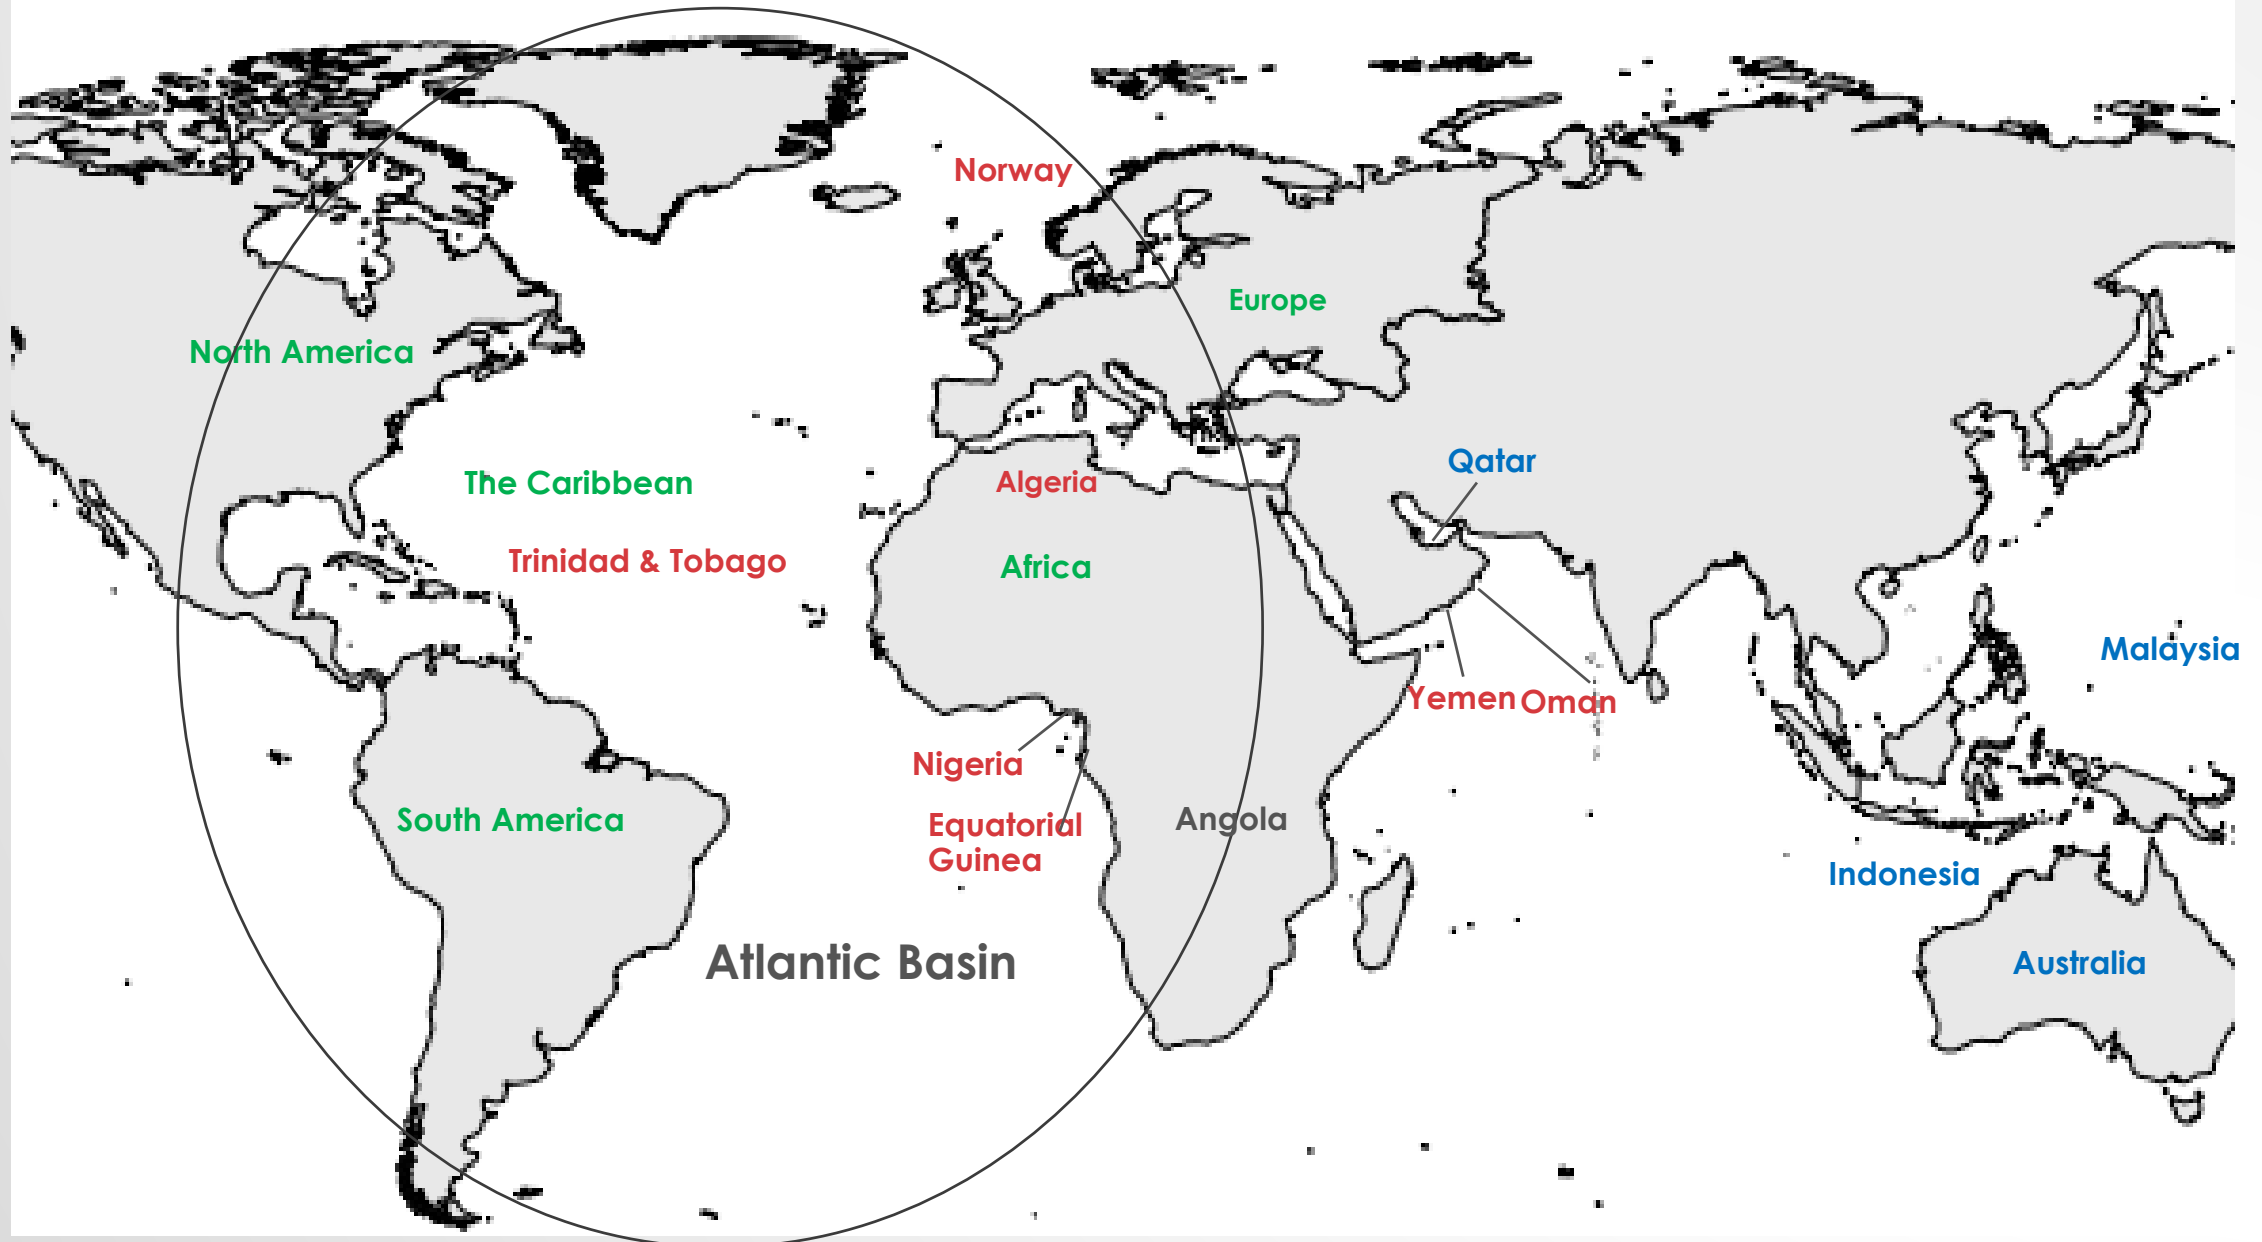 Norway
Europe
North America
Qatar
The Caribbean
Algeria
Trinidad & Tobago
Africa
Malaysia
Yemen
Oman
Nigeria
South America
Equatorial
Guinea
Angola
Indonesia
Atlantic Basin
Australia